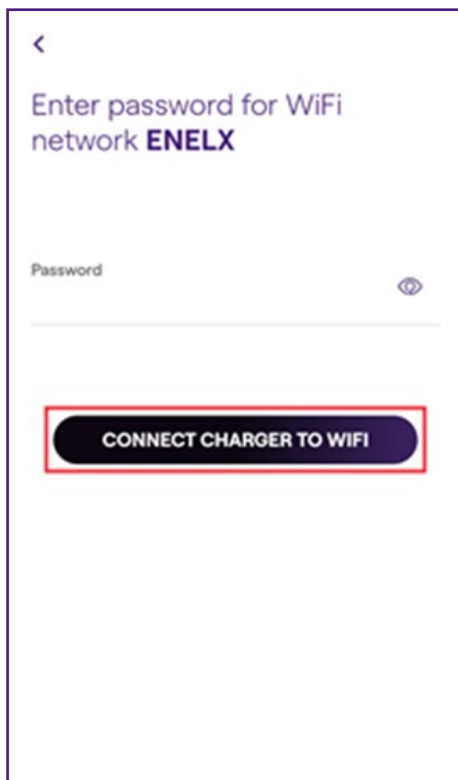 Enter password for WiFi
network ENELX
Password
CONNECT CHARGER TO WIFI